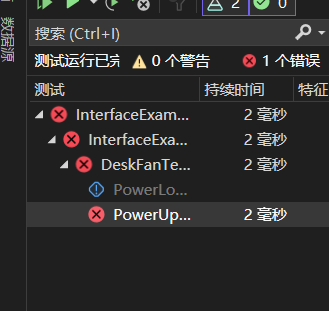 数据源
2
0
搜索 (Ctrl+I)
测试运行已完 0 个警告 1 个错误
测试 持续时间 特征
InterfaceExam... 2 毫秒
InterfaceExa... 2 毫秒
DeskFanTe... 2 毫秒
PowerLo...
PowerUp... 2 毫秒